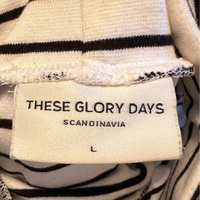 THESE GLORY DAYS
SCANDINAVIA
L